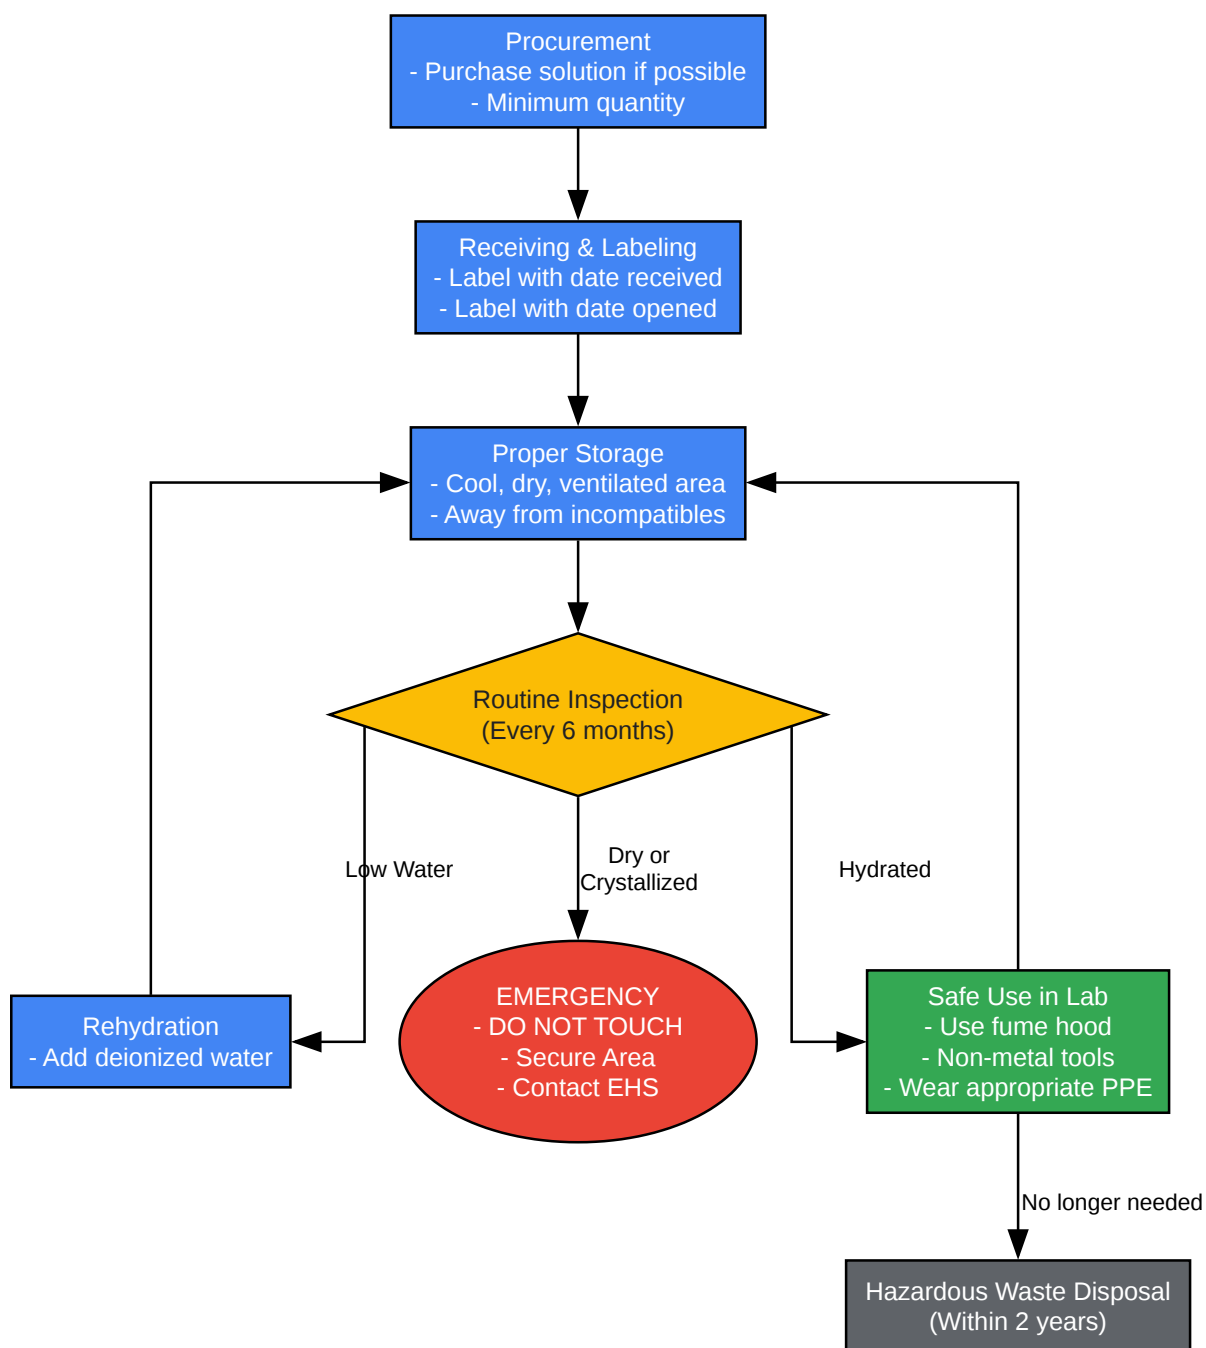 Procurement
- Purchase solution if possible
- Minimum quantity
Receiving & Labeling
- Label with date received
- Label with date opened
Proper Storage
- Cool, dry, ventilated area
- Away from incompatibles
Routine Inspection
(Every 6 months)
Low Water
Dry or
Crystallized
Hydrated
Rehydration
- Add deionized water
EMERGENCY
- DO NOT TOUCH
- Secure Area
- Contact EHS
Safe Use in Lab
- Use fume hood
- Non-metal tools
- Wear appropriate PPE
No longer needed
Hazardous Waste Disposal
(Within 2 years)